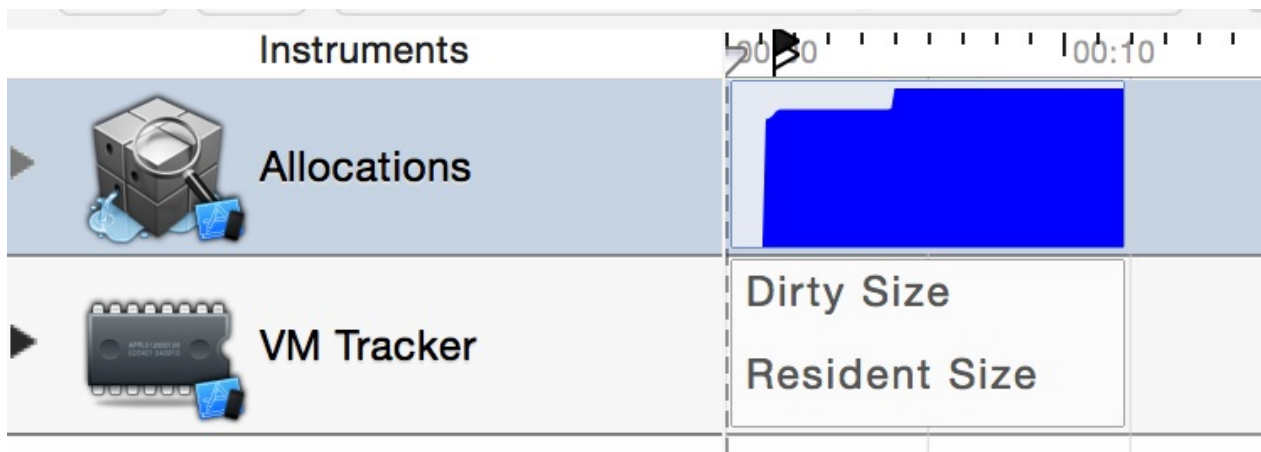 Instruments
00:10
Allocations
VM Tracker
Dirty Size
Resident Size